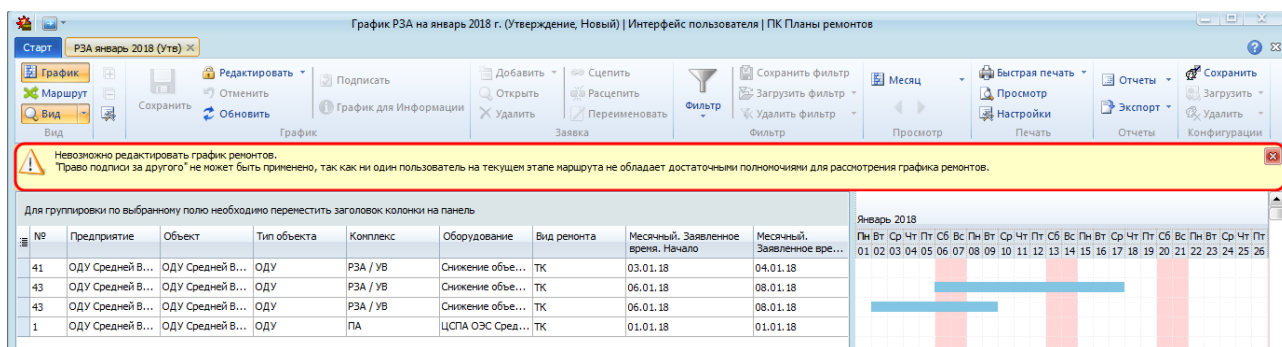 График РЗА на январь 2018 г. (Утверждение, Новый) | Интерфейс пользователя | ПК Планы ремонтов
Старт РЗА январь 2018 (Утв)
График Редактировать Подписать Добавить Сцепить Сохранить фильтр Месяц Быстрая печать Отчеты Сохранить
Маршрут Сохранить Отменить График для Информации Открыть Расцепить Фильтр Загрузить фильтр Просмотр Экспорт Загрузить
Вид Обновить Удалить Переименовать Удалить фильтр Настройки Удалить
Вид График Заявка Фильтр Просмотр Печать Отчеты Конфигурации
Невозможно редактировать график ремонтов.
"Право подписи за другого" не может быть применено, так как ни один пользователь на текущем этапе маршрута не обладает достаточными полномочиями для рассмотрения графика ремонтов.
Для группировки по выбранному полю необходимо переместить заголовок колонки на панель
Январь 2018
№ Предприятие Объект Тип объекта Комплекс Оборудование Вид ремонта Месячный. Заявленное время. Начало Месячный. Заявленное вре...
Пн Вт Ср Чт Пт Сб Вс Пн Вт Ср Чт Пт Сб Вс Пн Вт Ср Чт Пт Сб Вс Пн Вт Ср Чт Пт
01 02 03 04 05 06 07 08 09 10 11 12 13 14 15 16 17 18 19 20 21 22 23 24 25 26
41 ОДУ Средней В... ОДУ Средней В... ОДУ РЗА / УВ Снижение объе... ТК 03.01.18 04.01.18
43 ОДУ Средней В... ОДУ Средней В... ОДУ РЗА / УВ Снижение объе... ТК 06.01.18 08.01.18
43 ОДУ Средней В... ОДУ Средней В... ОДУ РЗА / УВ Снижение объе... ТК 06.01.18 08.01.18
1 ОДУ Средней В... ОДУ Средней В... ОДУ ПА ЦСПА ОЭС Сред... ТК 01.01.18 01.01.18